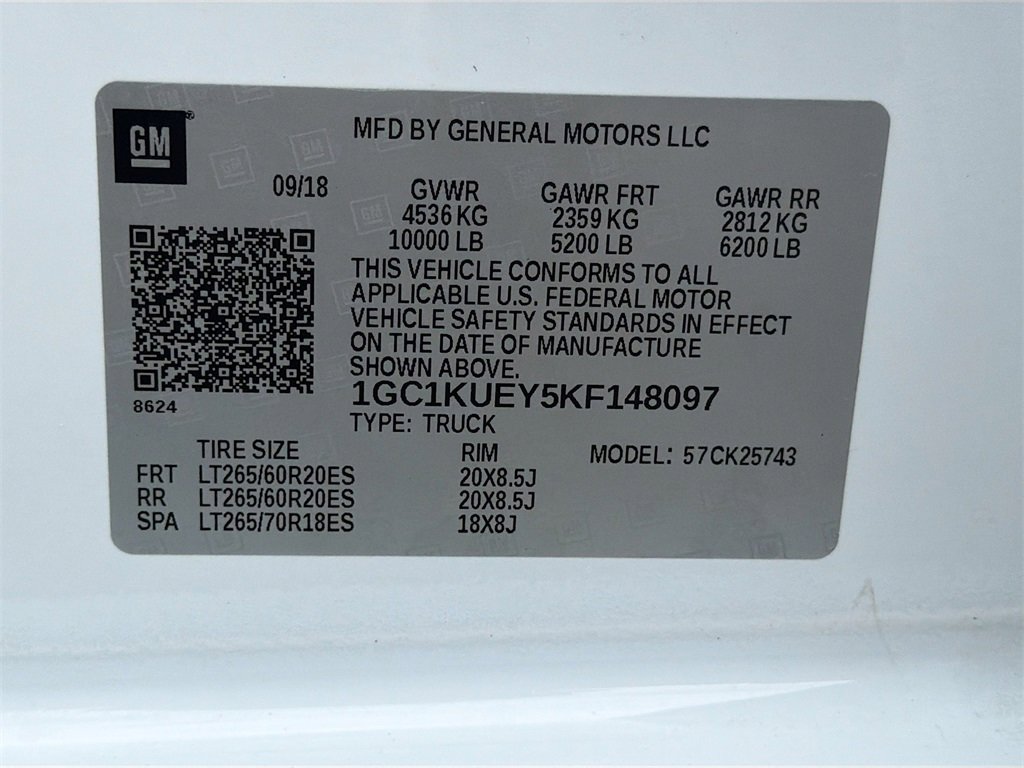 GM
MFD BY GENERAL MOTORS LLC
09/18 GVWR GAWR FRT GAWR RR
4536 KG 2359 KG 2812 KG
10000 LB 5200 LB 6200 LB
THIS VEHICLE CONFORMS TO ALL
APPLICABLE U.S. FEDERAL MOTOR
VEHICLE SAFETY STANDARDS IN EFFECT
ON THE DATE OF MANUFACTURE
SHOWN ABOVE.
8624
1GC1KUEY5KF148097
TYPE: TRUCK
TIRE SIZE RIM MODEL: 57CK25743
FRT LT265/60R20ES 20X8.5J
RR LT265/60R20ES 20X8.5J
SPA LT265/70R18ES 18X8J